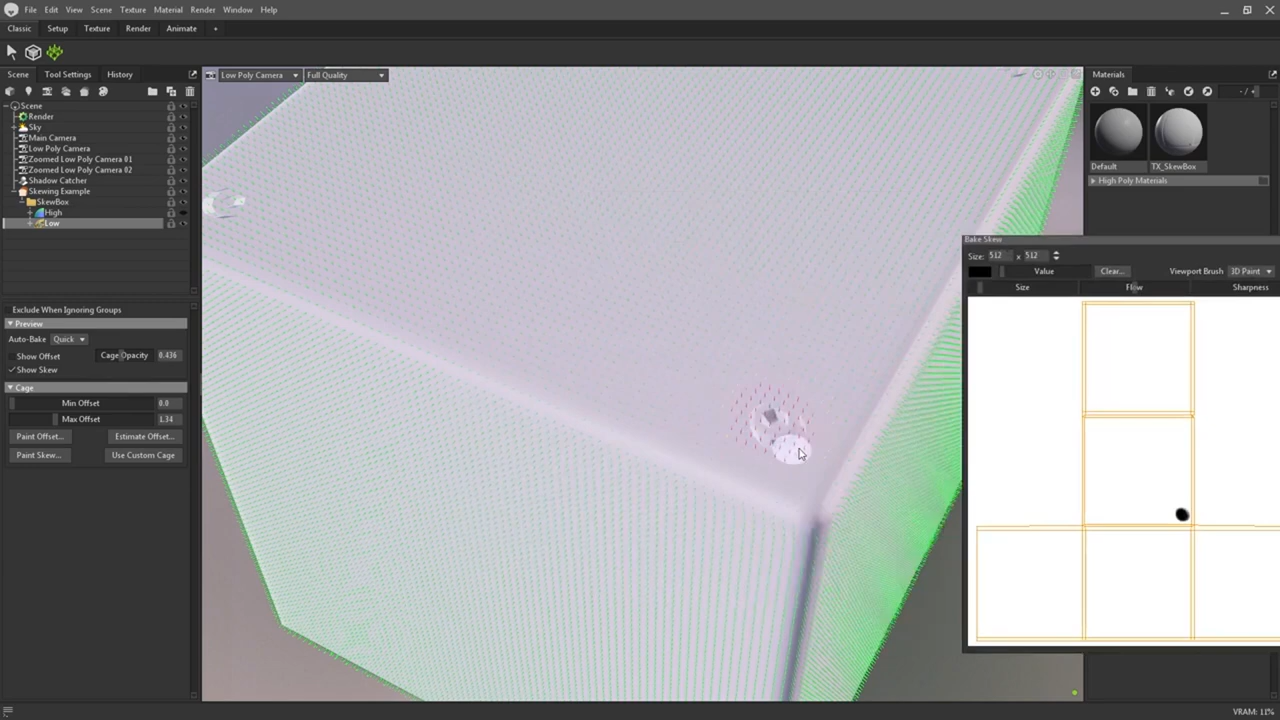 File Edit View Scene Texture Material Render Window Help
Classic Setup Texture Render Animate +
Scene Tool Settings History
Low Poly Camera Full Quality
Materials
Scene
Render
Sky
Main Camera
Low Poly Camera
Zoomed Low Poly Camera 01
Zoomed Low Poly Camera 02
Shadow Catcher
Skewing Example
SkewBox
High
Low
Default TX_SkewBox
High Poly Materials
Bake Skew
Size: 512 x 512
Value Clear... Viewport Brush 3D Paint
Size Flow Sharpness
Exclude When Ignoring Groups
Preview
Auto-Bake Quick
Show Offset Cage Opacity 0.436
Show Skew
Cage
Min Offset 0.0
Max Offset 1.34
Paint Offset... Estimate Offset...
Paint Skew... Use Custom Cage
VRAM: 11%